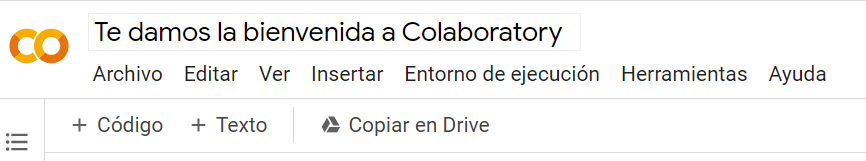 Te damos la bienvenida a Colaboratory
Archivo Editar Ver Insertar Entorno de ejecución Herramientas Ayuda
+ Código + Texto Copiar en Drive